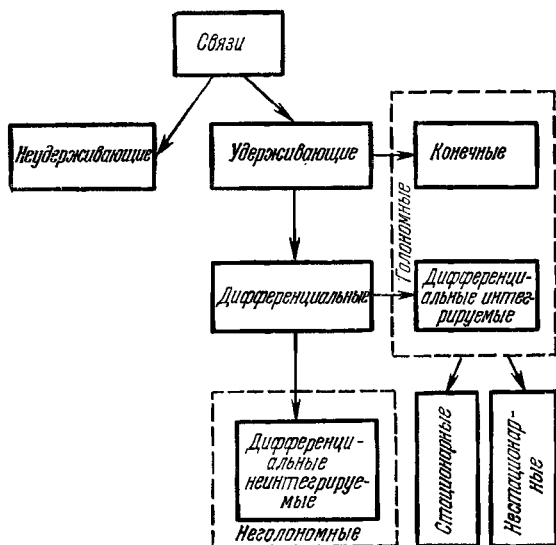 Связи
Неудерживающие
Удерживающие
Конечные
Голономные
Дифференциальные
Дифференци-
альные интег-
рируемые
Дифференци-
альные
неинтегрируе-
мые
Неголономные
Стационарные
Нестационар-
ные